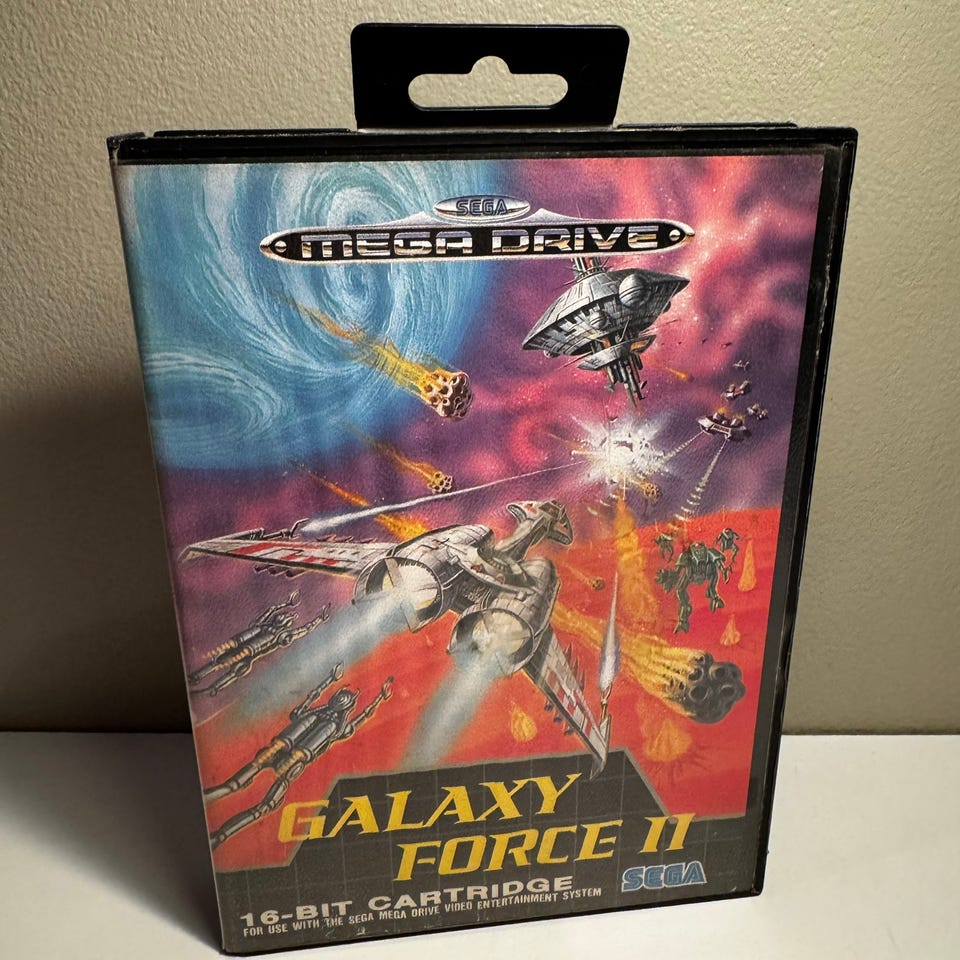 SEGA
MEGA DRIVE
GALAXY
FORCE II
SEGA
16-BIT CARTRIDGE
FOR USE WITH THE SEGA MEGA DRIVE VIDEO ENTERTAINMENT SYSTEM